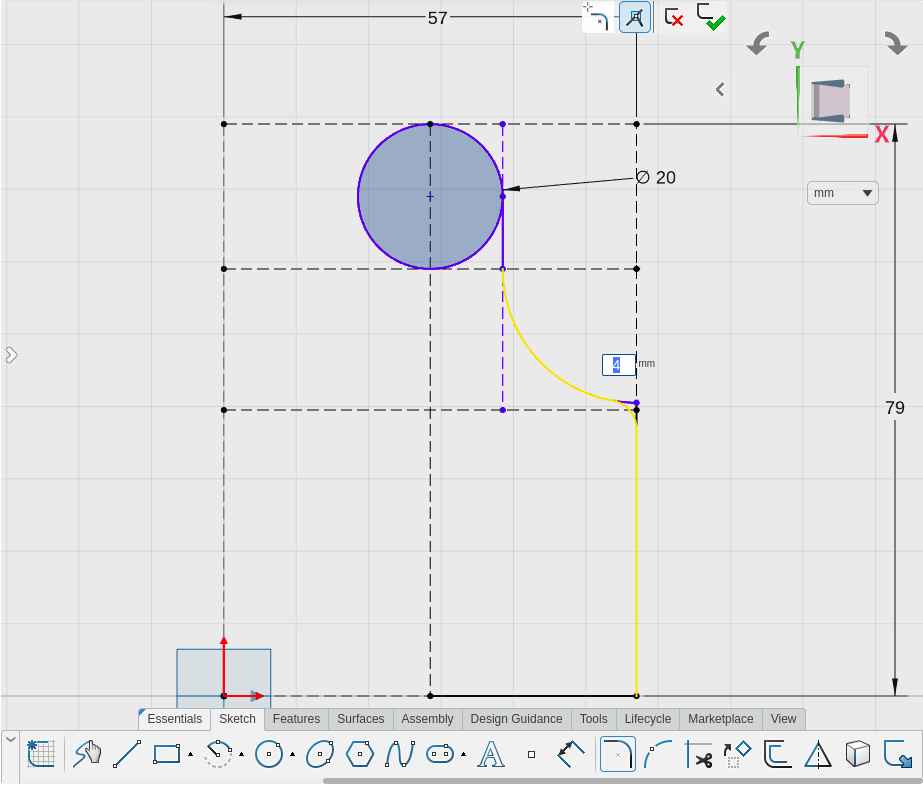 57
Y
X
∅ 20
mm
4 mm
79
Essentials Sketch Features Surfaces Assembly Design Guidance Tools Lifecycle Marketplace View
A